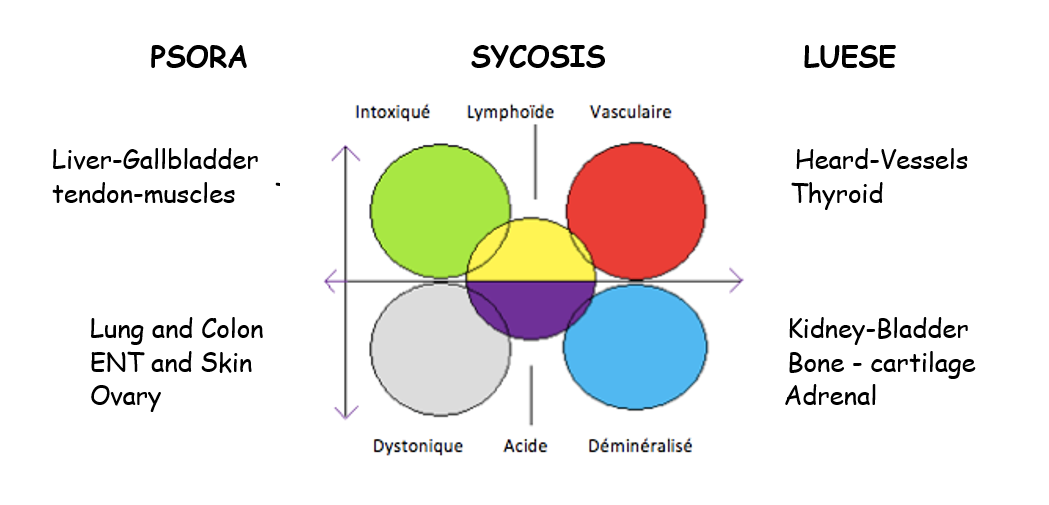 PSORA SYCOSIS LUESE
Intoxiqué Lymphoïde Vasculaire
Liver-Gallbladder
tendon-muscles
Heard-Vessels
Thyroid
Lung and Colon
ENT and Skin
Ovary
Kidney-Bladder
Bone - cartilage
Adrenal
Dystonique Acide Déminéralisé